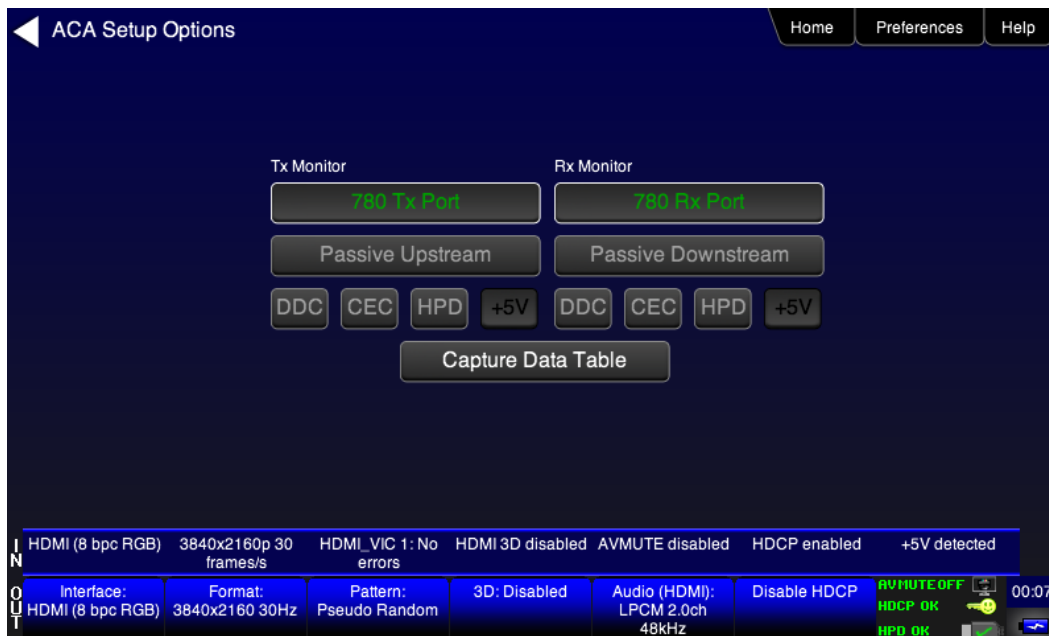 ACA Setup Options
Home
Preferences
Help
Tx Monitor
Rx Monitor
780 Tx Port
780 Rx Port
Passive Upstream
Passive Downstream
DDC
CEC
HPD
+5V
DDC
CEC
HPD
+5V
Capture Data Table
IN
HDMI (8 bpc RGB)
3840x2160p 30
frames/s
HDMI_VIC 1: No
errors
HDMI 3D disabled
AVMUTE disabled
HDCP enabled
+5V detected
OUT
Interface:
HDMI (8 bpc RGB)
Format:
3840x2160 30Hz
Pattern:
Pseudo Random
3D: Disabled
Audio (HDMI):
LPCM 2.0ch
48kHz
Disable HDCP
AVMUTEOFF
HDCP OK
HPD OK
00:07